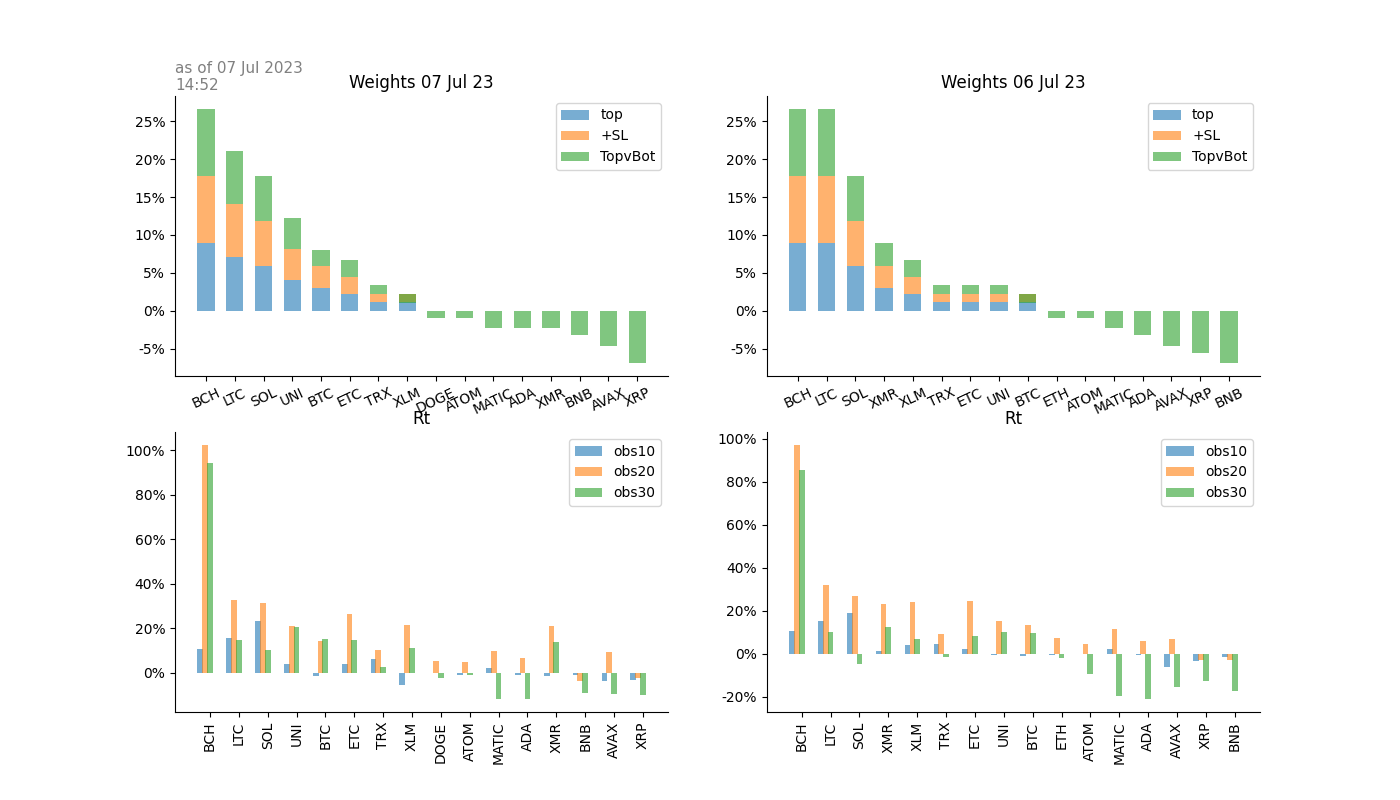 as of 07 Jul 2023
14:52
Weights 07 Jul 23
25%
20%
15%
10%
5%
0%
-5%
top
+SL
TopvBot
BCH LTC SOL UNI BTC ETC TRX XLM DOGE ATOM MATIC ADA XMR BNB AVAX XRP
Weights 06 Jul 23
25%
20%
15%
10%
5%
0%
-5%
top
+SL
TopvBot
BCH LTC SOL XMR XLM TRX ETC UNI BTC ETH ATOM MATIC ADA AVAX XRP BNB
Rt
100%
80%
60%
40%
20%
0%
obs10
obs20
obs30
BCH LTC SOL UNI BTC ETC TRX XLM DOGE ATOM MATIC ADA XMR BNB AVAX XRP
Rt
100%
80%
60%
40%
20%
0%
-20%
obs10
obs20
obs30
BCH LTC SOL XMR XLM TRX ETC UNI BTC ETH ATOM MATIC ADA AVAX XRP BNB